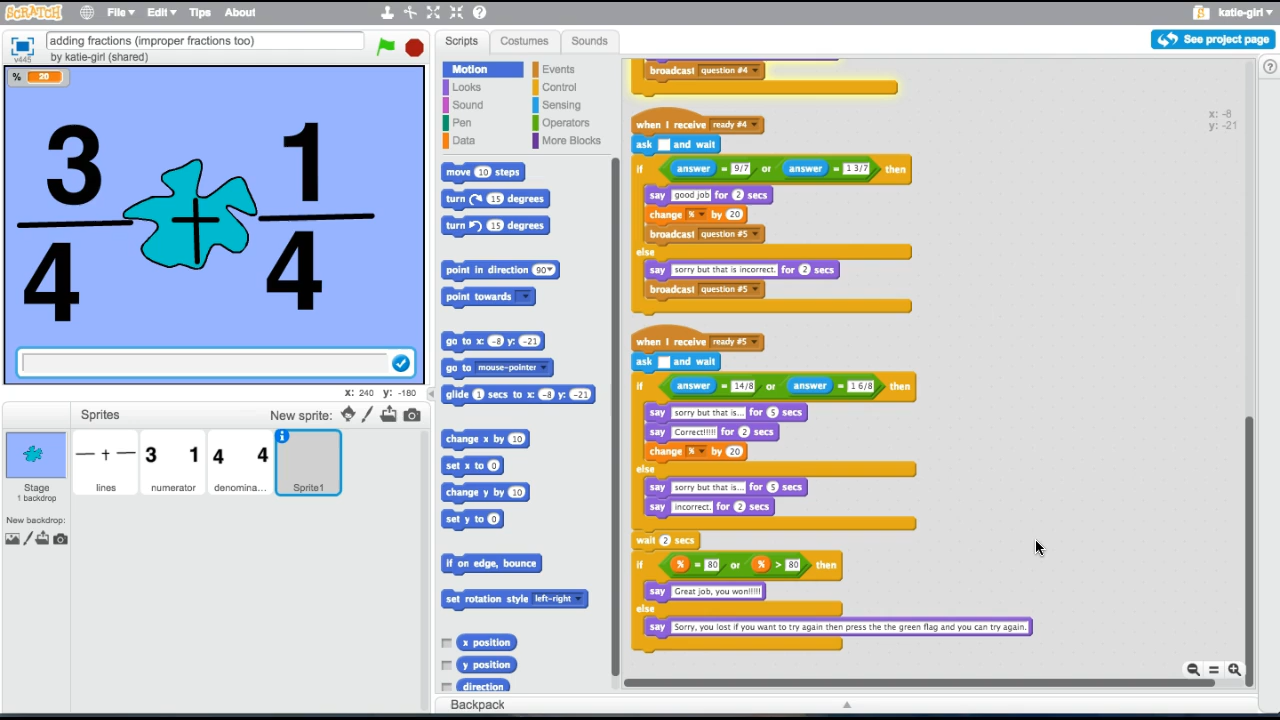 SCRATCH File Edit Tips About katie-girl
v445 adding fractions (improper fractions too)
by katie-girl (shared)
Scripts Costumes Sounds
See project page
% 20
3 1
+
4 4
x: 240 y: -180
Sprites New sprite:
Stage
1 backdrop
New backdrop:
— + —
lines
3 1
numerator
4 4
denomina...
Sprite1
Motion Events
Looks Control
Sound Sensing
Pen Operators
Data More Blocks
move 10 steps
turn 15 degrees
turn 15 degrees
point in direction 90
point towards
go to x: -8 y: -21
go to mouse-pointer
glide 1 secs to x: -8 y: -21
change x by 10
set x to 0
change y by 10
set y to 0
if on edge, bounce
set rotation style left-right
x position
y position
direction
x: -8
y: -21
broadcast question #4
when I receive ready #4
ask and wait
if answer = 9/7 or answer = 1 3/7 then
say good job for 2 secs
change % by 20
broadcast question #5
else
say sorry but that is incorrect. for 2 secs
broadcast question #5
when I receive ready #5
ask and wait
if answer = 14/8 or answer = 1 6/8 then
say sorry but that is... for 5 secs
say Correct!!!!! for 2 secs
change % by 20
else
say sorry but that is... for 5 secs
say incorrect. for 2 secs
wait 2 secs
if % = 80 or % > 80 then
say Great job, you won!!!!!
else
say Sorry, you lost if you want to try again then press the the green flag and you can try again.
Backpack